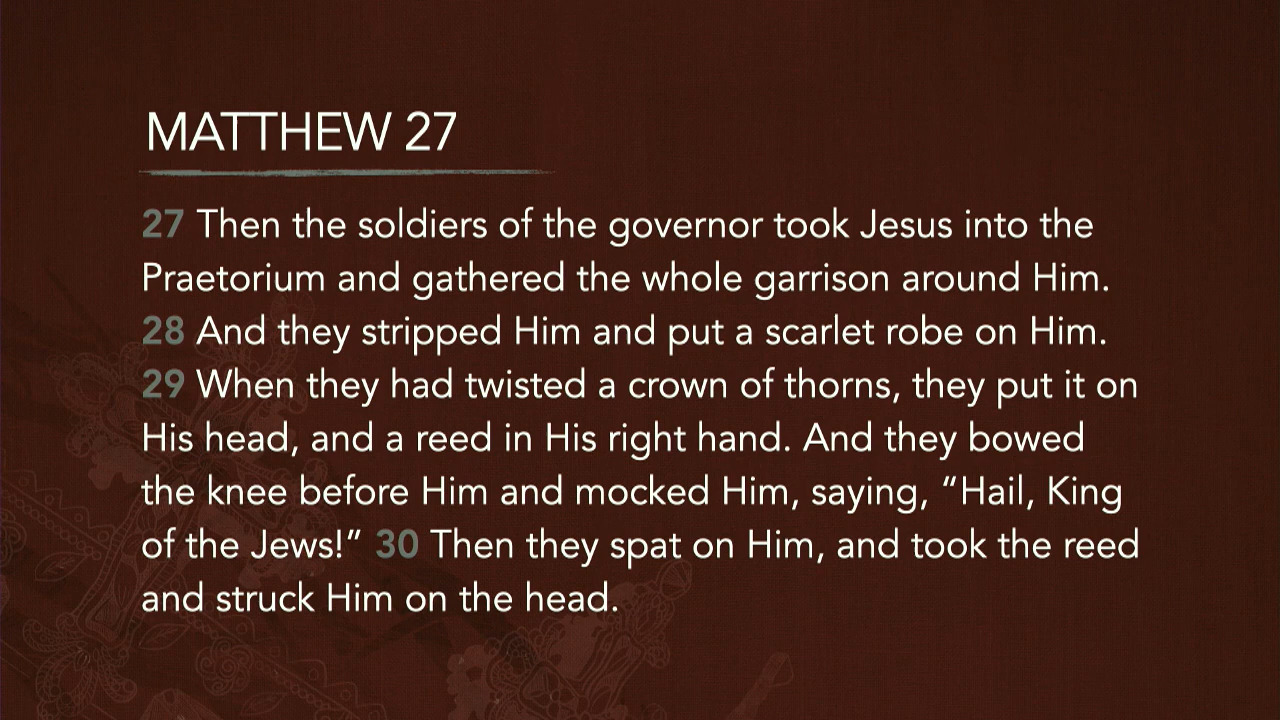 MATTHEW 27
27 Then the soldiers of the governor took Jesus into the
Praetorium and gathered the whole garrison around Him.
28 And they stripped Him and put a scarlet robe on Him.
29 When they had twisted a crown of thorns, they put it on
His head, and a reed in His right hand. And they bowed
the knee before Him and mocked Him, saying, “Hail, King
of the Jews!” 30 Then they spat on Him, and took the reed
and struck Him on the head.